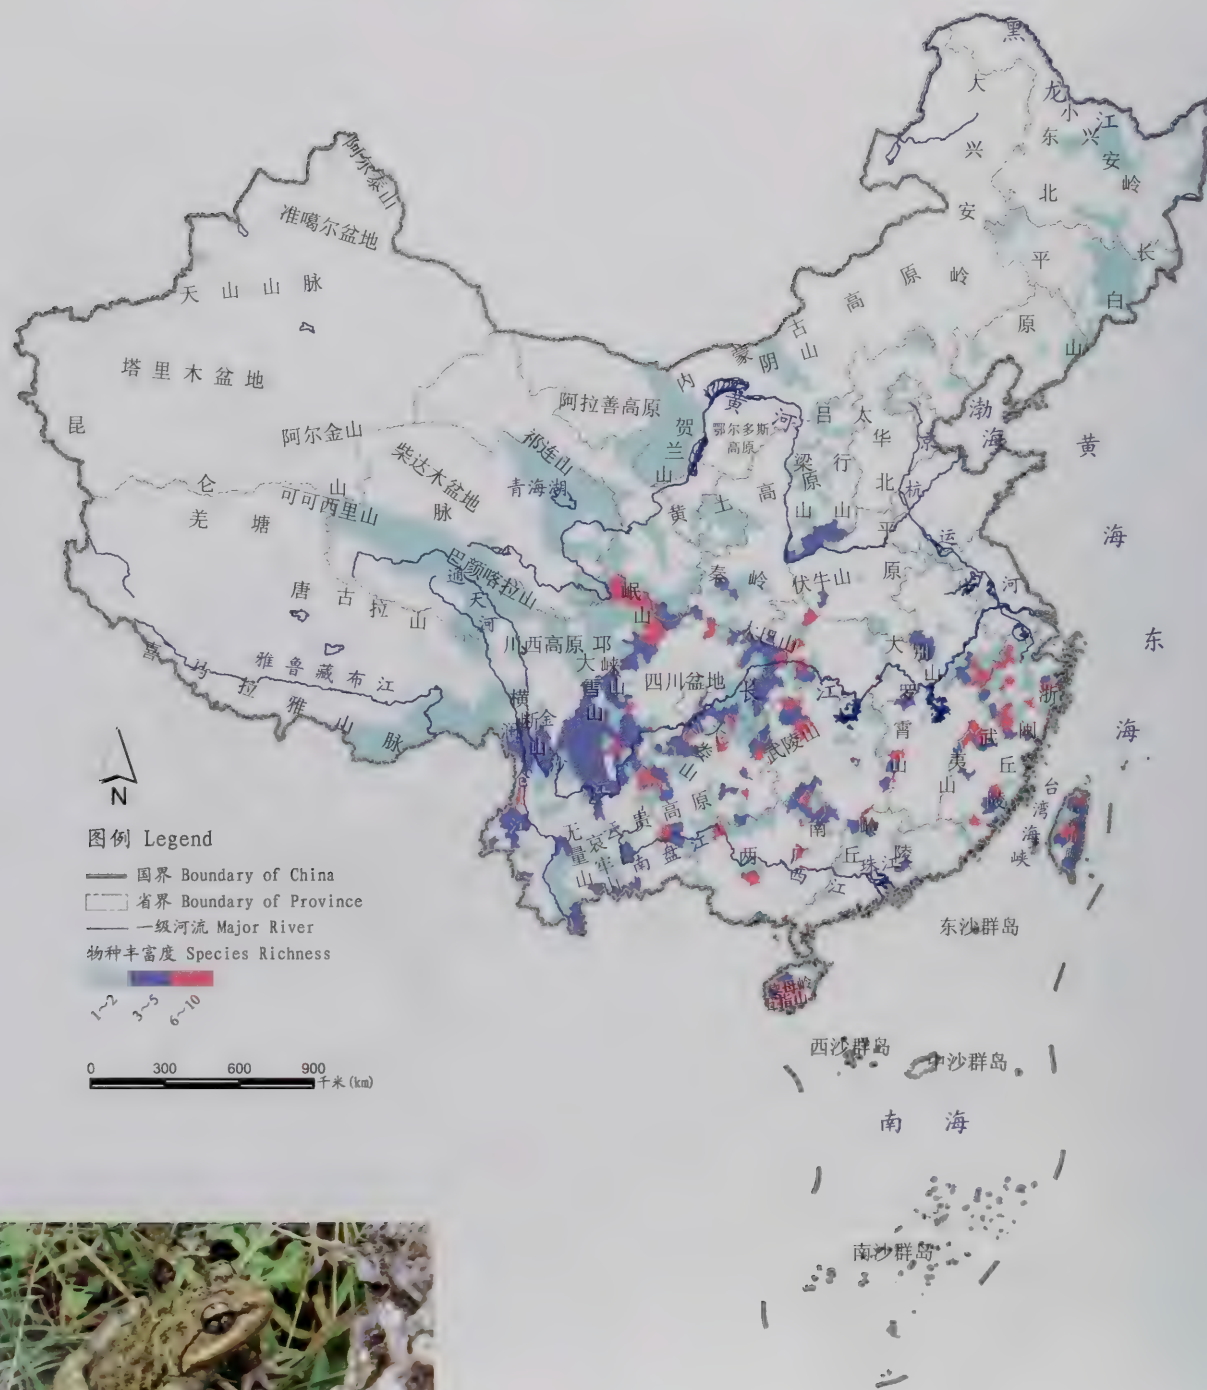 黑龙江
大兴安岭
小兴安岭
东北平原
长白山
阿尔泰山
准噶尔盆地
天山山脉
塔里木盆地
内蒙古高原
阴山
阿拉善高原
贺兰山
黄河
鄂尔多斯
高原
吕梁山
太行山
华北平原
京杭运河
渤海
黄海
昆仑山脉
阿尔金山
祁连山
柴达木盆地
青海湖
黄土高原
可可西里山
羌塘
巴颜喀拉山
通天河
唐古拉山
岷山
秦岭
伏牛山
大巴山
川西高原
邛崃山
大雪山
四川盆地
长江
大别山
东海
喜马拉雅山脉
雅鲁藏布江
横断山
金沙江
澜
武陵山
大娄山
罗霄山
武夷山
浙闽丘陵
台湾海峡
无量山
哀牢山
云贵高原
南盘江
南岭
两广丘陵
西江
珠江
东沙群岛
N
图例 Legend
国界 Boundary of China
省界 Boundary of Province
一级河流 Major River
物种丰富度 Species Richness
1~2
3~5
6~10
0 300 600 900
千米(km)
五指山
西沙群岛
中沙群岛
南海
南沙群岛